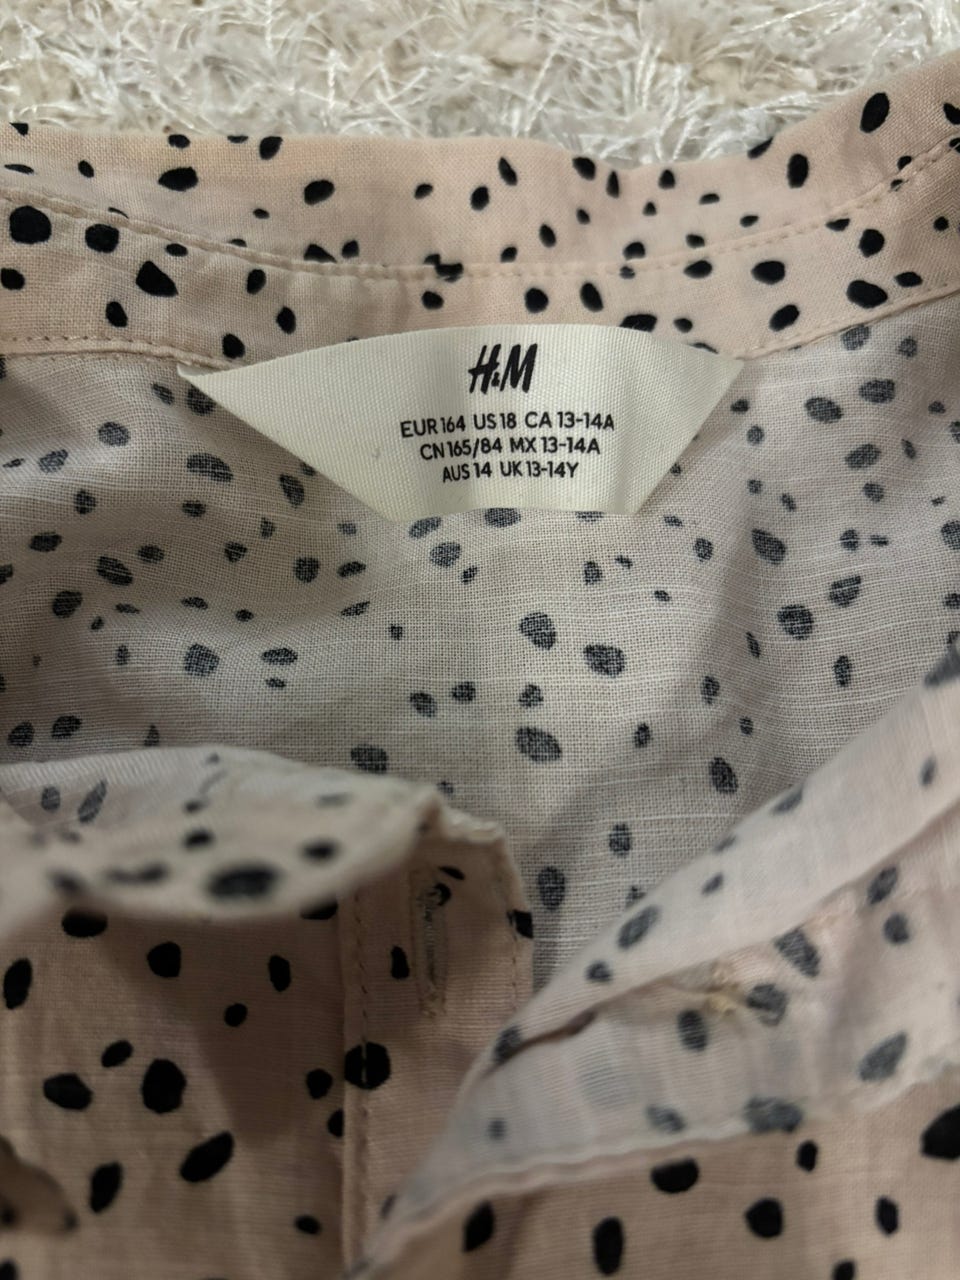 H&M
EUR 164 US 18 CA 13-14A
CN 165/84 MX 13-14A
AUS 14 UK 13-14Y